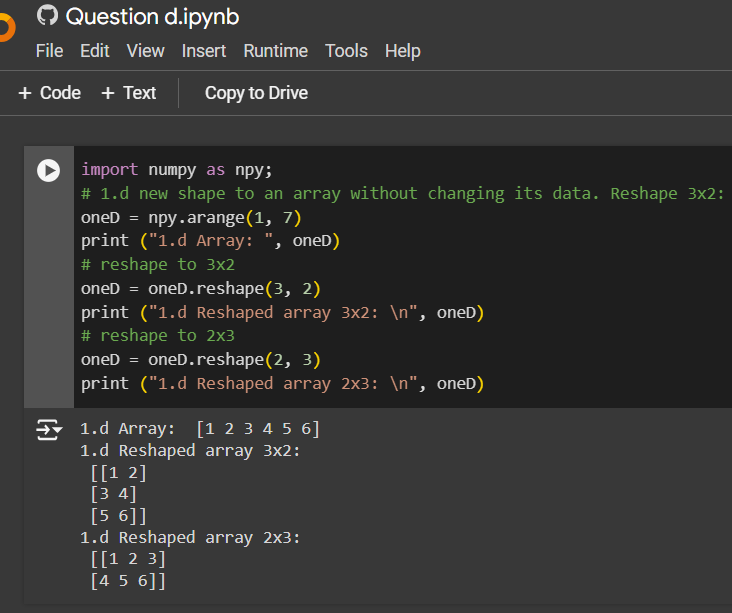 Question d.ipynb
File Edit View Insert Runtime Tools Help
+ Code + Text Copy to Drive
import numpy as npy;
# 1.d new shape to an array without changing its data. Reshape 3x2:
oneD = npy.arange(1, 7)
print ("1.d Array: ", oneD)
# reshape to 3x2
oneD = oneD.reshape(3, 2)
print ("1.d Reshaped array 3x2: \n", oneD)
# reshape to 2x3
oneD = oneD.reshape(2, 3)
print ("1.d Reshaped array 2x3: \n", oneD)
1.d Array:  [1 2 3 4 5 6]
1.d Reshaped array 3x2:
 [[1 2]
 [3 4]
 [5 6]]
1.d Reshaped array 2x3:
 [[1 2 3]
 [4 5 6]]